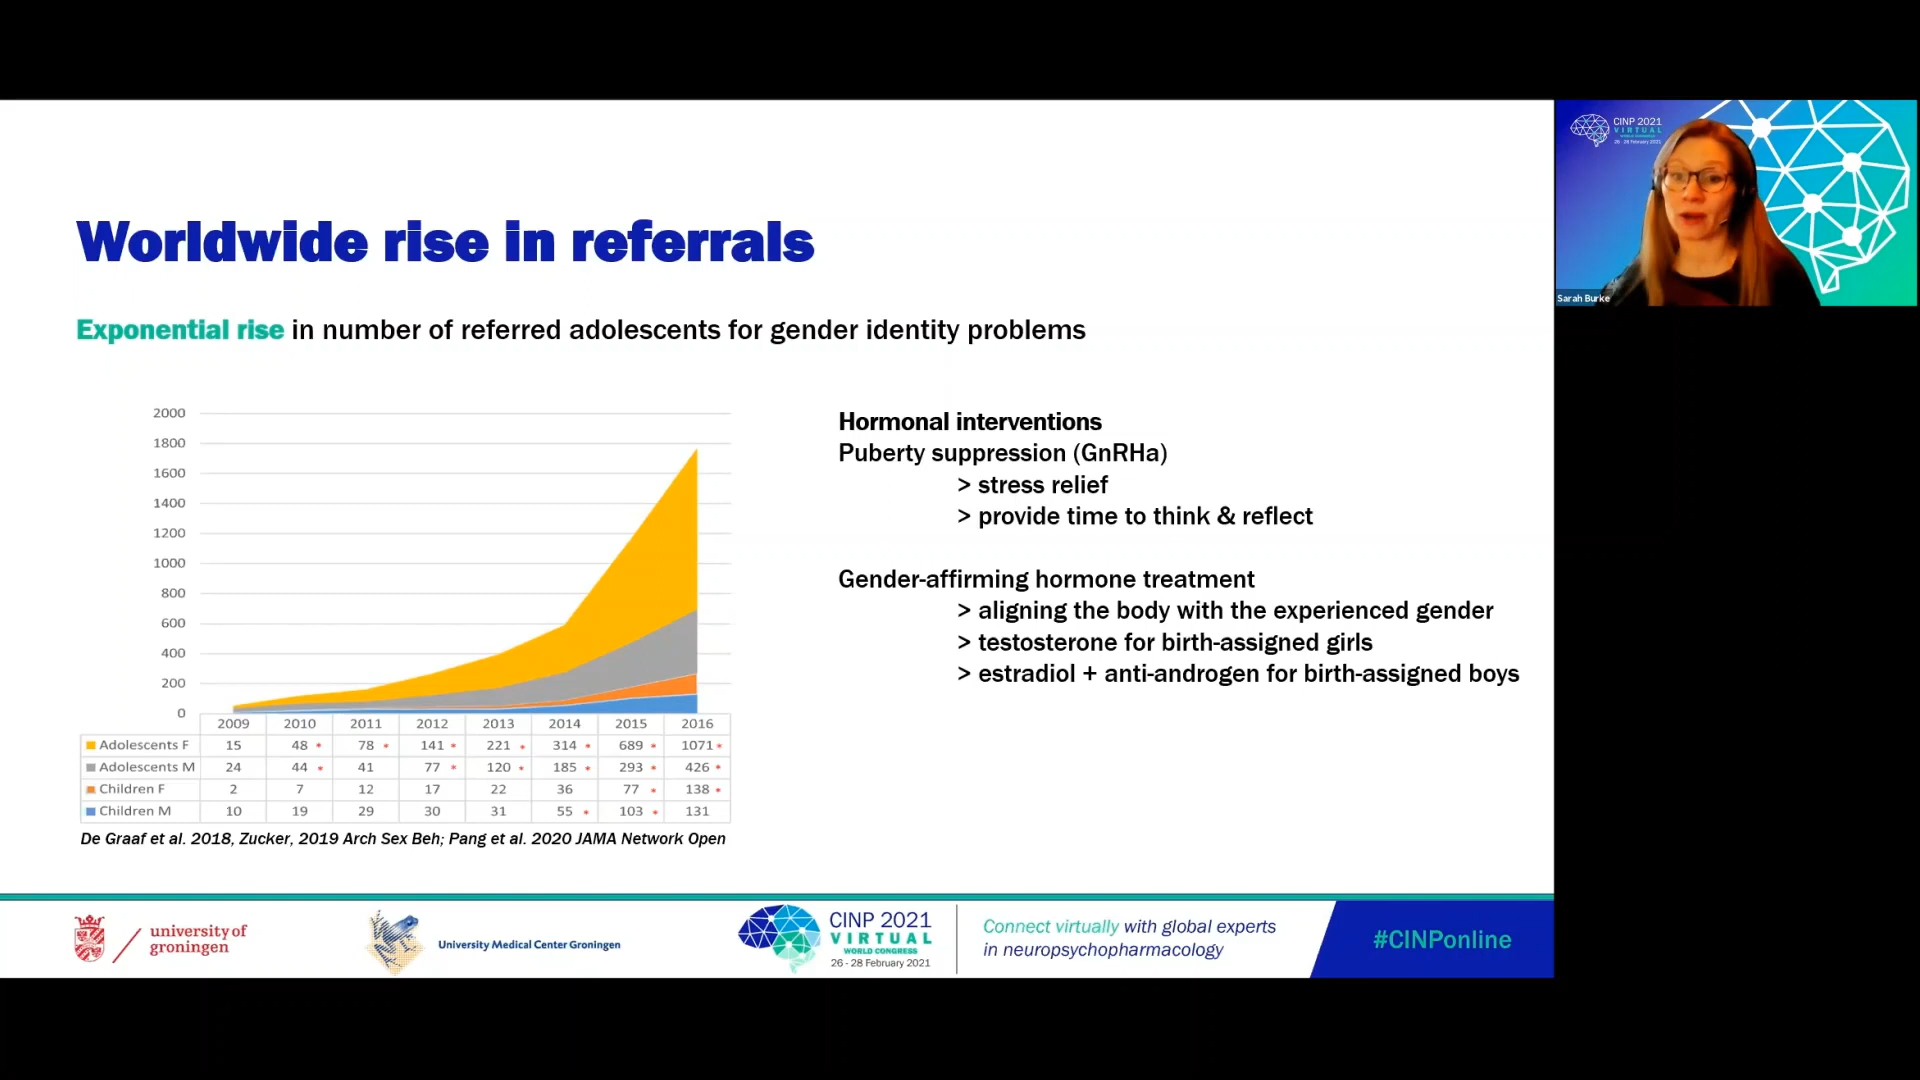 Worldwide rise in referrals
Exponential rise in number of referred adolescents for gender identity problems
2000
1800
1600
1400
1200
1000
800
600
400
200
0
2009 2010 2011 2012 2013 2014 2015 2016
Adolescents F 15 48 * 78 * 141 * 221 * 314 * 689 * 1071 *
Adolescents M 24 44 * 41 77 * 120 * 185 * 293 * 426 *
Children F 2 7 12 17 22 36 77 * 138 *
Children M 10 19 29 30 31 55 * 103 * 131
De Graaf et al. 2018, Zucker, 2019 Arch Sex Beh; Pang et al. 2020 JAMA Network Open
Hormonal interventions
Puberty suppression (GnRHa)
> stress relief
> provide time to think & reflect
Gender-affirming hormone treatment
> aligning the body with the experienced gender
> testosterone for birth-assigned girls
> estradiol + anti-androgen for birth-assigned boys
CINP 2021
VIRTUAL
WORLD CONGRESS
26 - 28 February 2021
Sarah Burke
university of
groningen
University Medical Center Groningen
CINP 2021
VIRTUAL
WORLD CONGRESS
26 - 28 February 2021
Connect virtually with global experts
in neuropsychopharmacology
#CINPonline